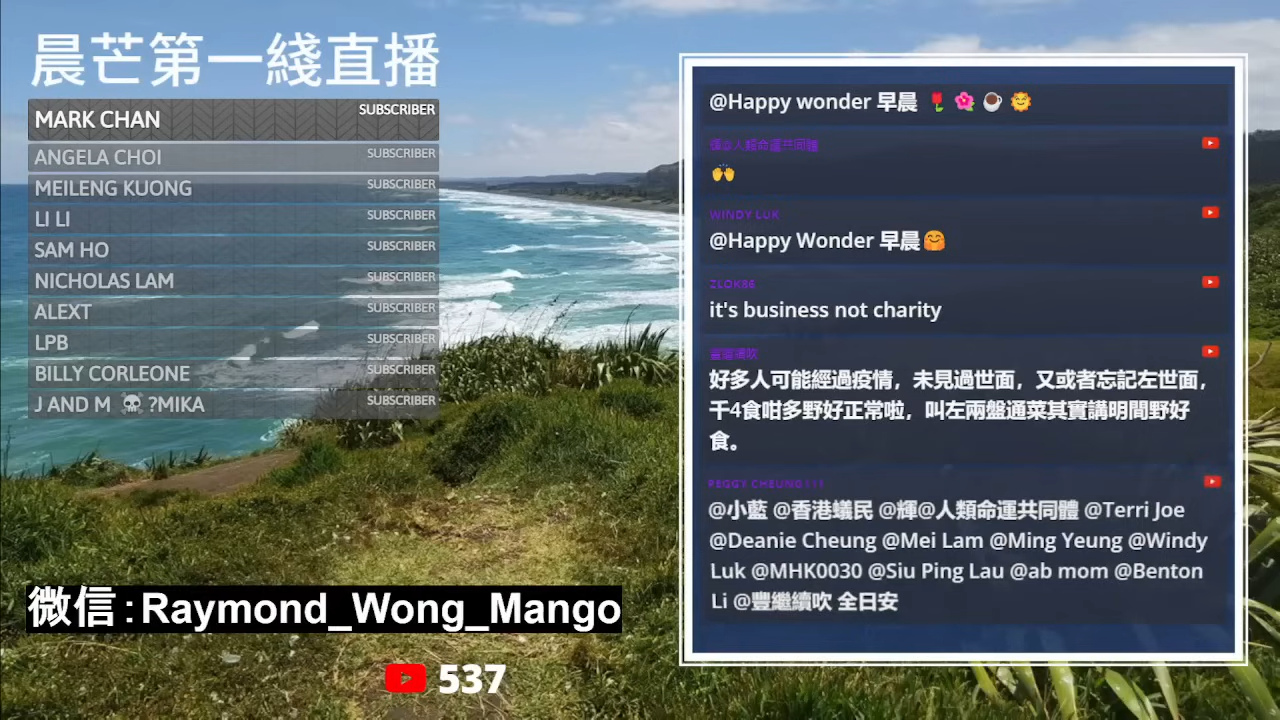 晨芒第一綫直播
MARK CHAN SUBSCRIBER
ANGELA CHOI SUBSCRIBER
MEILENG KUONG SUBSCRIBER
LI LI SUBSCRIBER
SAM HO SUBSCRIBER
NICHOLAS LAM SUBSCRIBER
ALEXT SUBSCRIBER
LPB SUBSCRIBER
BILLY CORLEONE SUBSCRIBER
J AND M ☠️?MIKA SUBSCRIBER
微信:Raymond_Wong_Mango
537
@Happy wonder 早晨 🌷 🌺 ☕ 🌞
輝@人類命運共同體
🙌
WINDY LUK
@Happy Wonder 早晨🤗
ZLOK86
it's business not charity
豐繼續吹
好多人可能經過疫情，未見過世面，又或者忘記左世面，
干4食咁多野好正常啦，叫左兩盤通菜其實講明間野好
食。
PEGGY CHEUNG111
@小藍 @香港蟻民 @輝@人類命運共同體 @Terri Joe
@Deanie Cheung @Mei Lam @Ming Yeung @Windy
Luk @MHK0030 @Siu Ping Lau @ab mom @Benton
Li @豐繼續吹 全日安